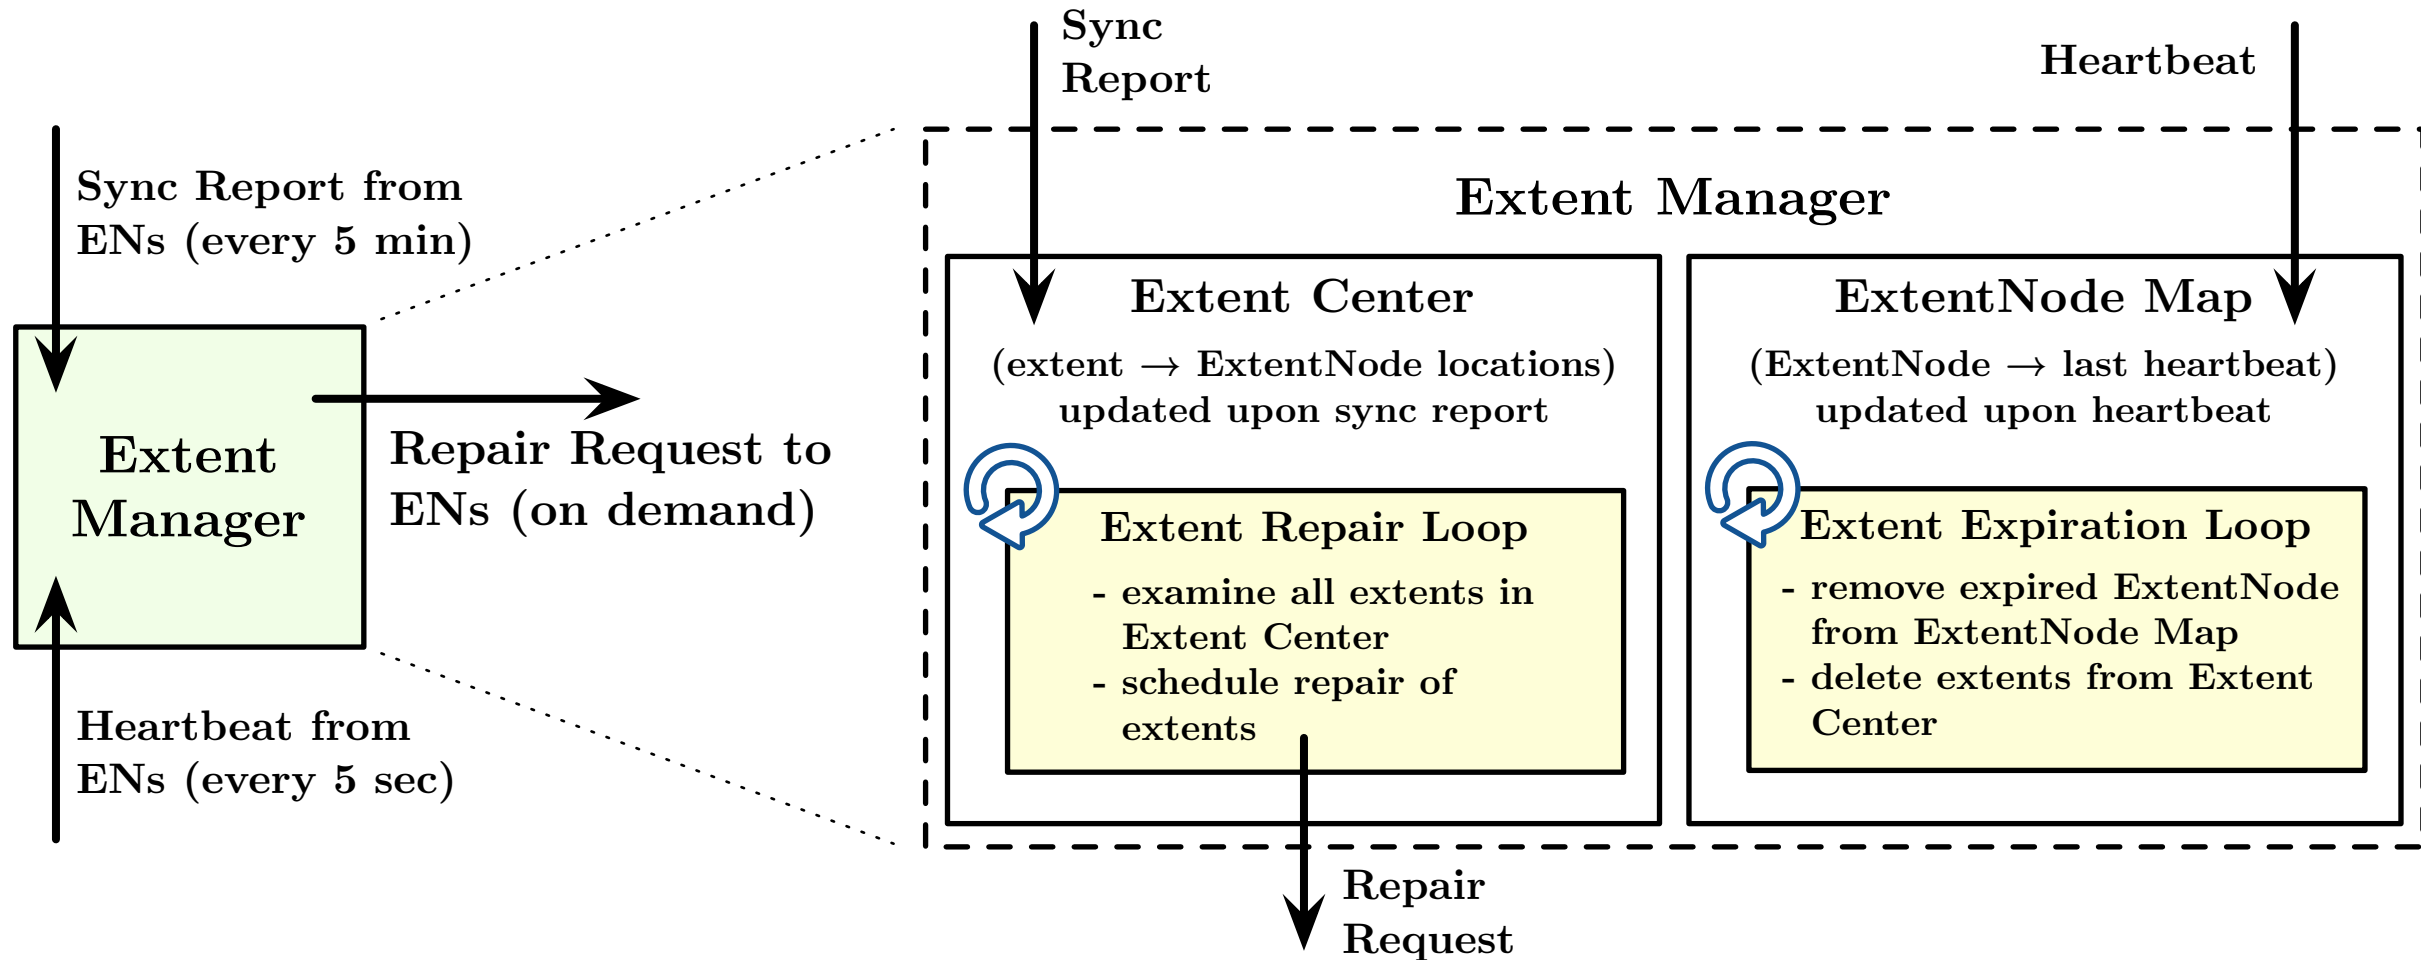 Sync Report from
ENs (every 5 min)
Extent
Manager
Repair Request to
ENs (on demand)
Heartbeat from
ENs (every 5 sec)
Sync
Report
Heartbeat
Extent Manager
Extent Center
(extent → ExtentNode locations)
updated upon sync report
Extent Repair Loop
- examine all extents in
Extent Center
- schedule repair of
extents
Repair
Request
ExtentNode Map
(ExtentNode → last heartbeat)
updated upon heartbeat
Extent Expiration Loop
- remove expired ExtentNode
from ExtentNode Map
- delete extents from Extent
Center